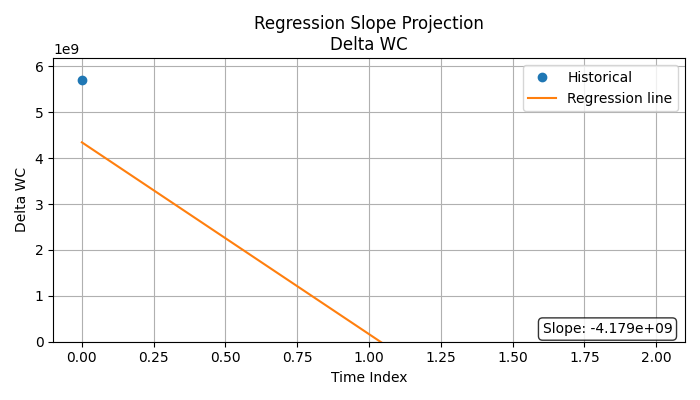 Regression Slope Projection
Delta WC
1e9
6
5
4
3
2
1
0
Delta WC
Historical
Regression line
Slope: -4.179e+09
0.00 0.25 0.50 0.75 1.00 1.25 1.50 1.75 2.00
Time Index